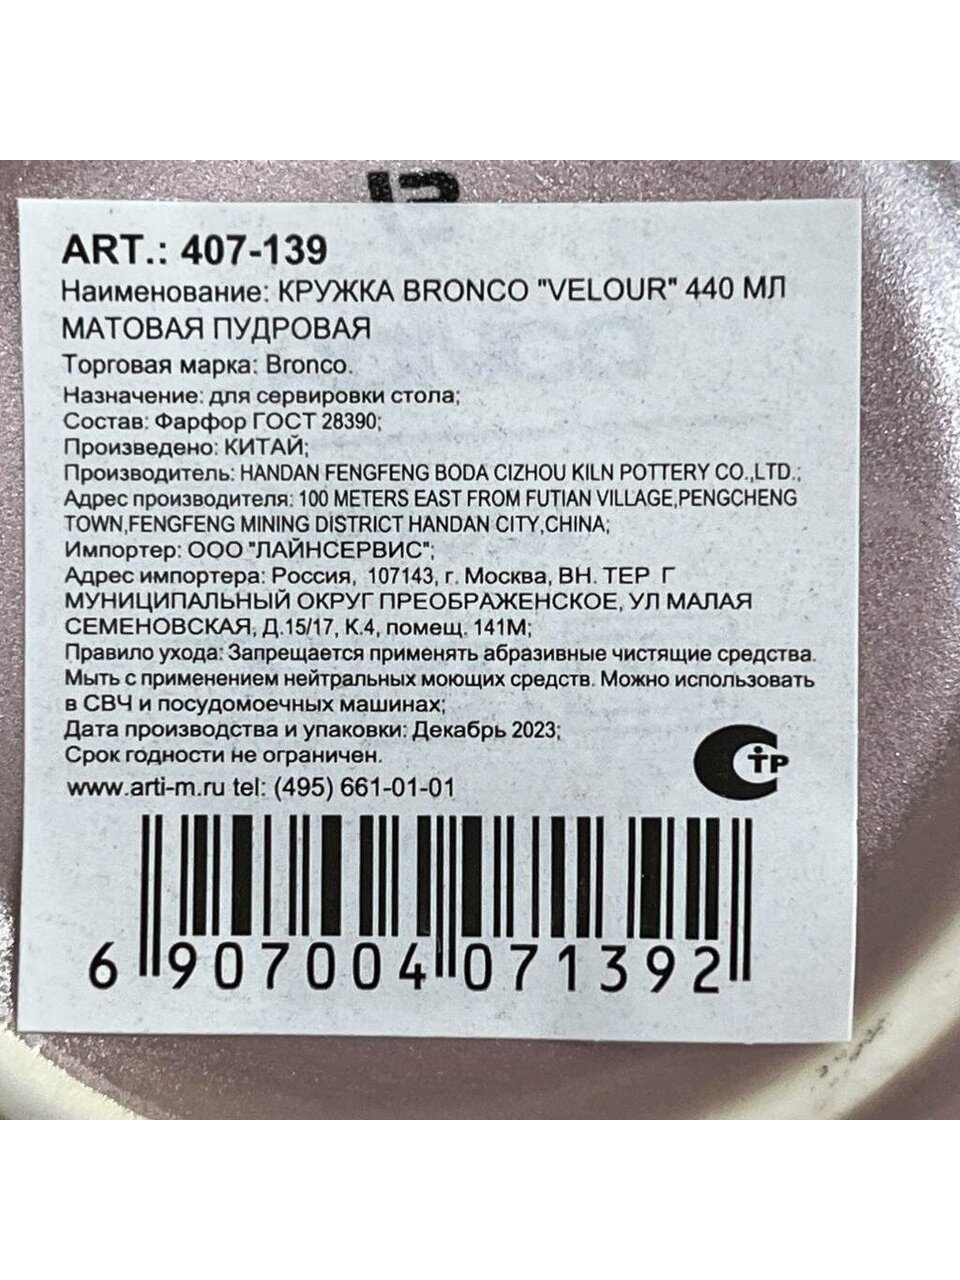 ART.: 407-139
Наименование: КРУЖКА BRONCO "VELOUR" 440 МЛ
МАТОВАЯ ПУДРОВАЯ
Торговая марка: Bronco.
Назначение: для сервировки стола;
Состав: Фарфор ГОСТ 28390;
Произведено: КИТАЙ;
Производитель: HANDAN FENGFENG BODA CIZHOU KILN POTTERY CO.,LTD.;
Адрес производителя: 100 METERS EAST FROM FUTIAN VILLAGE,PENGCHENG
TOWN,FENGFENG MINING DISTRICT HANDAN CITY,CHINA;
Импортер: ООО "ЛАЙНСЕРВИС";
Адрес импортера: Россия, 107143, г. Москва, ВН. ТЕР Г
МУНИЦИПАЛЬНЫЙ ОКРУГ ПРЕОБРАЖЕНСКОЕ, УЛ МАЛАЯ
СЕМЕНОВСКАЯ, Д.15/17, К.4, помещ. 141М;
Правило ухода: Запрещается применять абразивные чистящие средства.
Мыть с применением нейтральных моющих средств. Можно использовать
в СВЧ и посудомоечных машинах;
Дата производства и упаковки: Декабрь 2023;
Срок годности не ограничен.
www.arti-m.ru tel: (495) 661-01-01
СТР
6 907004 071392